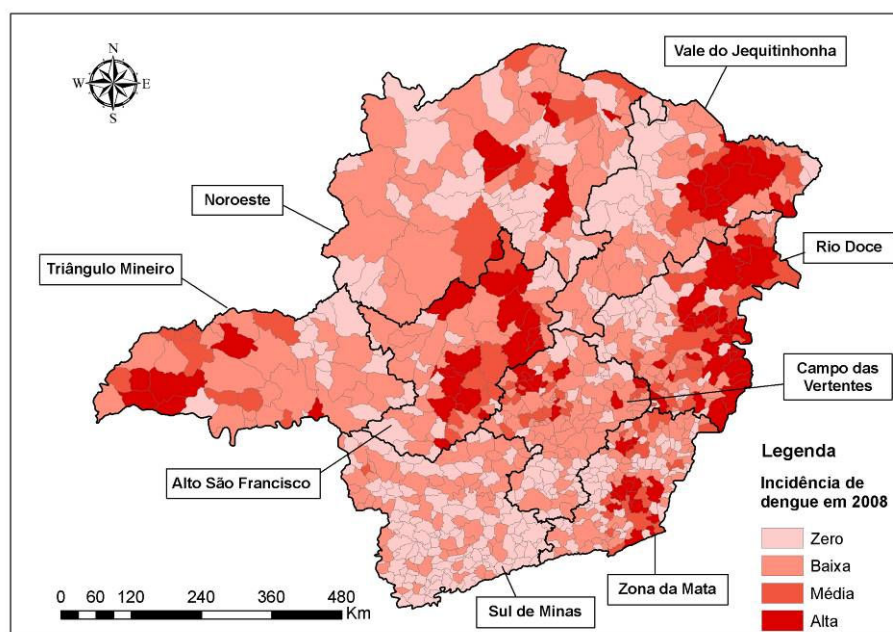 N
W E
S
Vale do Jequitinhonha
Noroeste
Triângulo Mineiro
Rio Doce
Campo das
Vertentes
Alto São Francisco
Legenda
Incidência de
dengue em 2008
Zero
Baixa
Média
Alta
Zona da Mata
Sul de Minas
0 30 60 120 240 360 480
Km